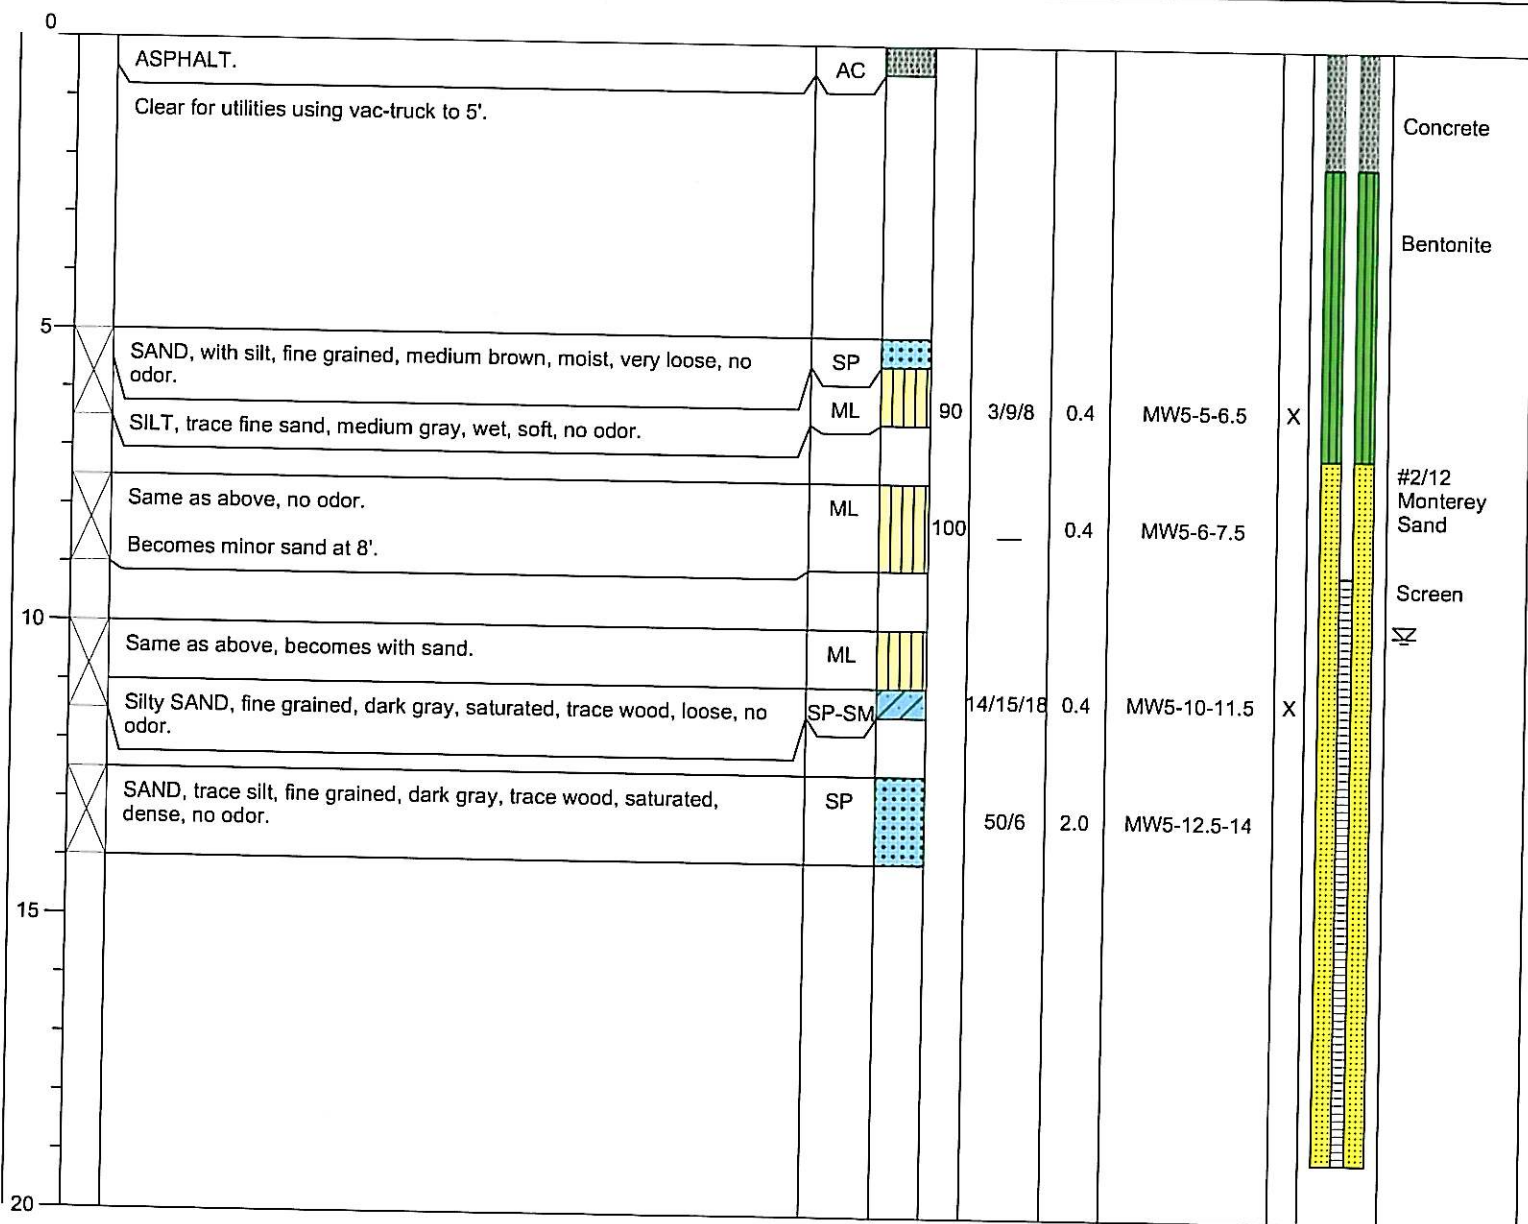 0
ASPHALT.
AC
Clear for utilities using vac-truck to 5'.
Concrete
Bentonite
5
SAND, with silt, fine grained, medium brown, moist, very loose, no
odor.
SP
SILT, trace fine sand, medium gray, wet, soft, no odor.
ML
90
3/9/8
0.4
MW5-5-6.5
X
#2/12
Monterey
Sand
Same as above, no odor.
ML
Becomes minor sand at 8'.
100
—
0.4
MW5-6-7.5
Screen
10
Same as above, becomes with sand.
ML
Silty SAND, fine grained, dark gray, saturated, trace wood, loose, no
odor.
SP-SM
14/15/18
0.4
MW5-10-11.5
X
SAND, trace silt, fine grained, dark gray, trace wood, saturated,
dense, no odor.
SP
50/6
2.0
MW5-12.5-14
15
20